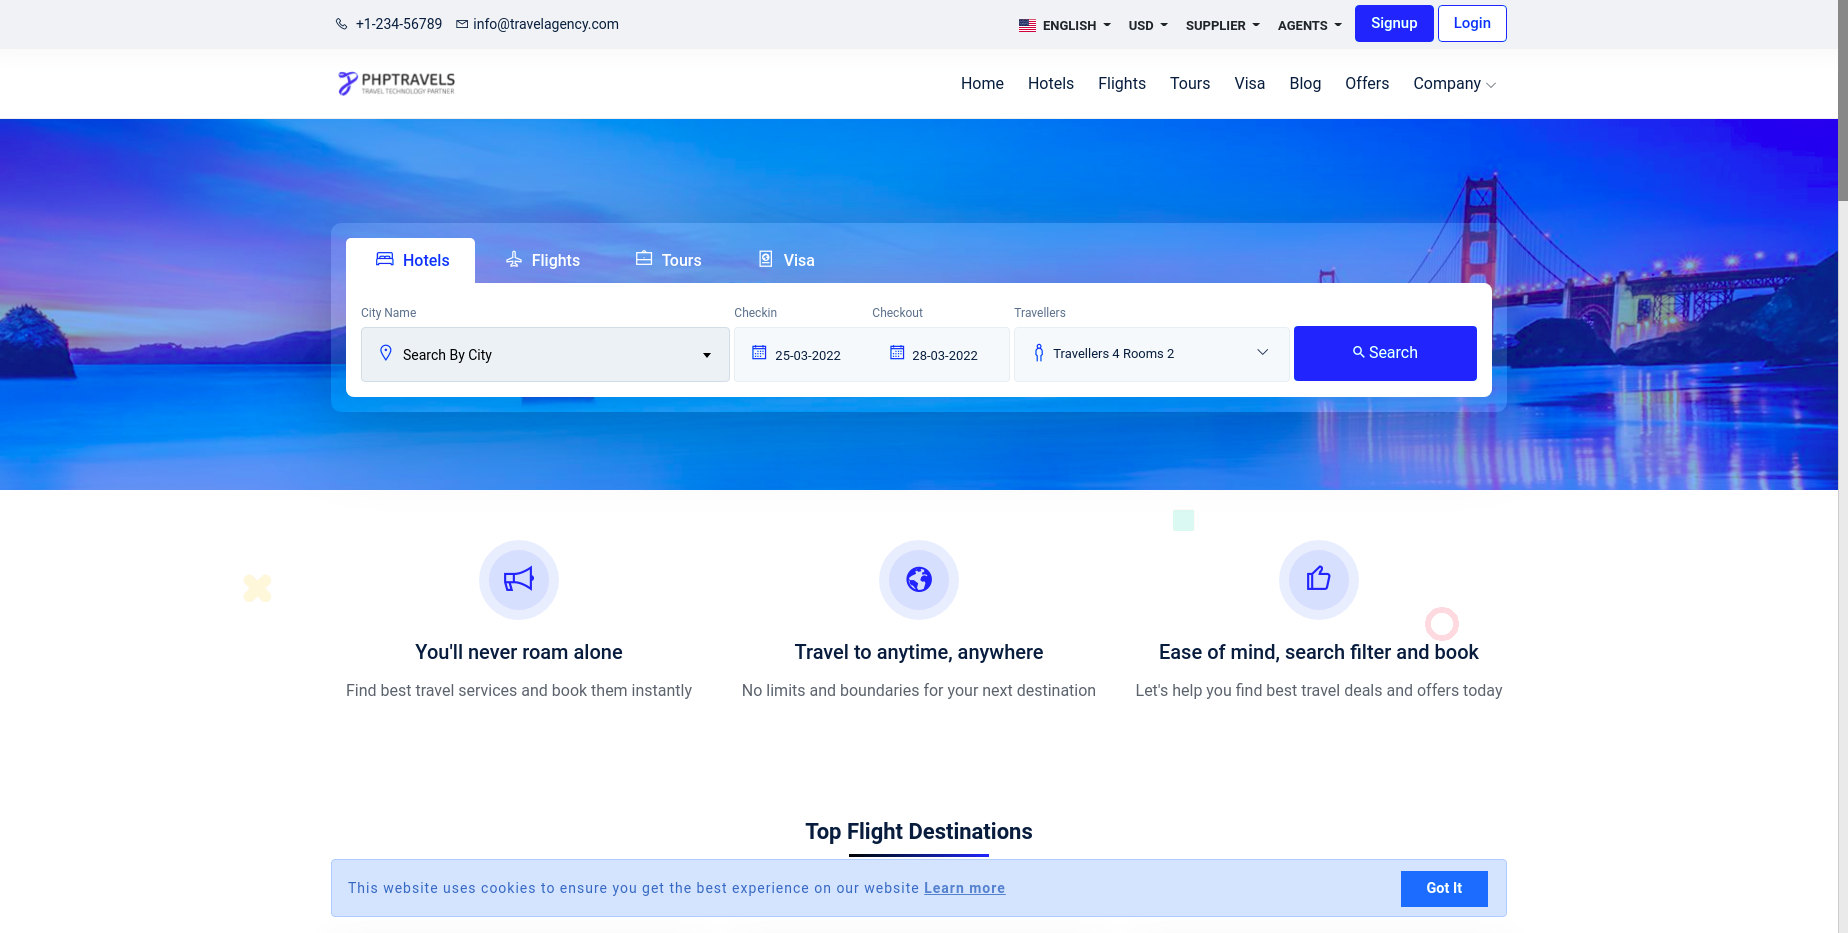 +1-234-56789 info@travelagency.com ENGLISH USD SUPPLIER AGENTS Signup Login
PHPTRAVELS
TRAVEL TECHNOLOGY PARTNER
Home Hotels Flights Tours Visa Blog Offers Company
Hotels Flights Tours Visa
City Name Checkin Checkout Travellers
Search By City 25-03-2022 28-03-2022 Travellers 4 Rooms 2 Search
You'll never roam alone Travel to anytime, anywhere Ease of mind, search filter and book
Find best travel services and book them instantly No limits and boundaries for your next destination Let's help you find best travel deals and offers today
Top Flight Destinations
This website uses cookies to ensure you get the best experience on our website Learn more Got It